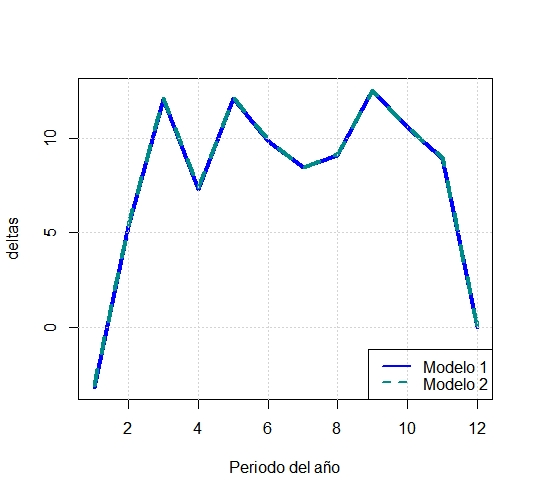 deltas
10
5
0
Modelo 1
Modelo 2
2 4 6 8 10 12
Periodo del año